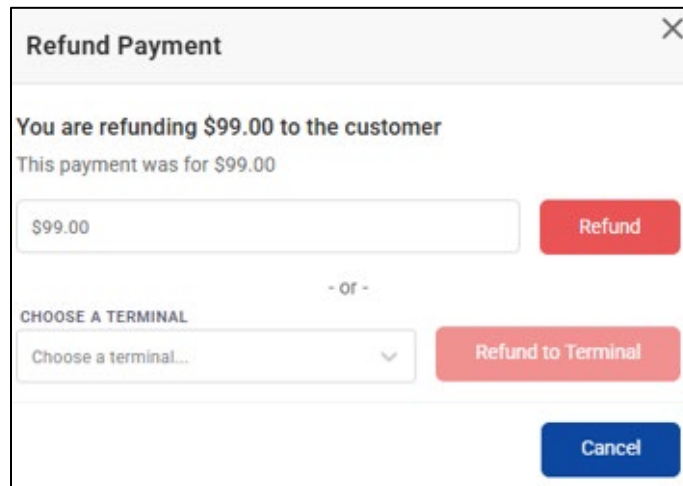 Refund Payment
You are refunding $99.00 to the customer
This payment was for $99.00
$99.00
Refund
- or -
CHOOSE A TERMINAL
Choose a terminal...
Refund to Terminal
Cancel